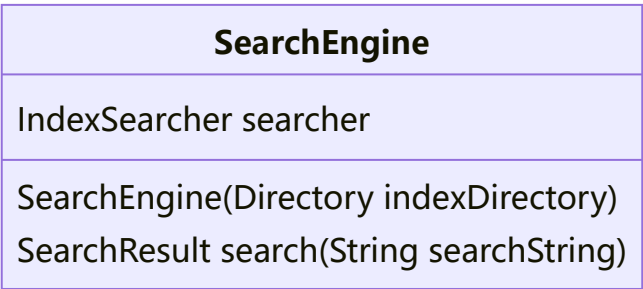 SearchEngine
IndexSearcher searcher
SearchEngine(Directory indexDirectory)
SearchResult search(String searchString)